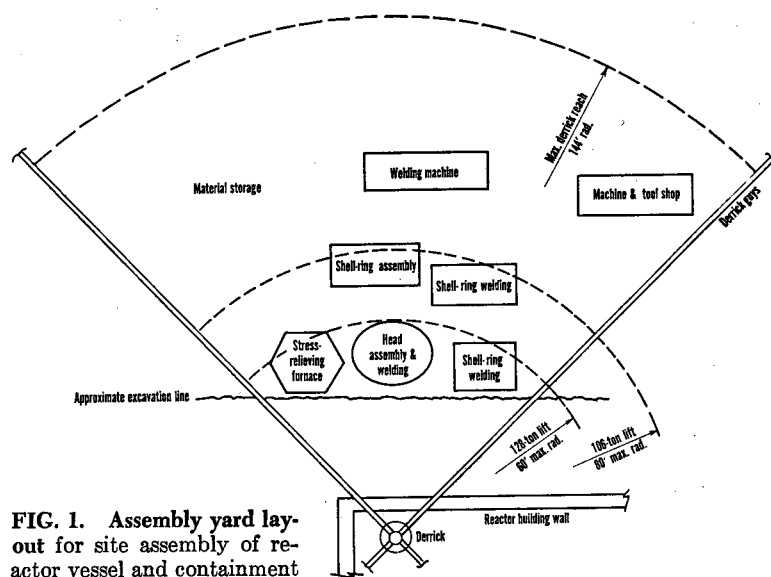 Max. derrick reach
144' rad.
Welding machine
Material storage
Machine & tool shop
Derrick guys
Shell-ring assembly
Shell-ring welding
Stress-
relieving
furnace
Head
assembly &
welding
Shell-ring
welding
Approximate excavation line
128-ton lift
60' max. rad.
106-ton lift
80' max. rad.
Reactor building wall
Derrick
FIG. 1. Assembly yard lay-
out for site assembly of re-
actor vessel and containment